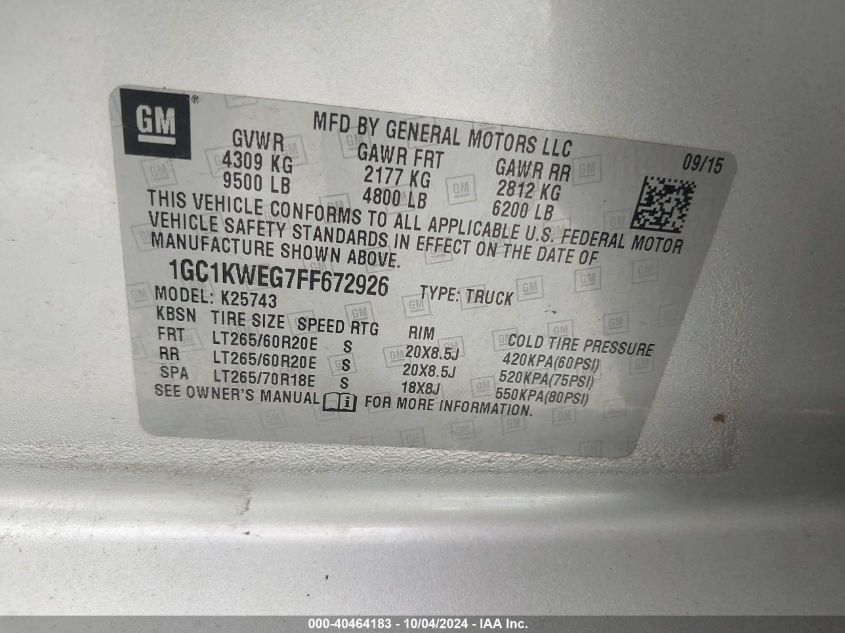 GM ®
MFD BY GENERAL MOTORS LLC
09/15
GVWR GAWR FRT GAWR RR
4309 KG 2177 KG 2812 KG
9500 LB 4800 LB 6200 LB
THIS VEHICLE CONFORMS TO ALL APPLICABLE U.S. FEDERAL MOTOR
VEHICLE SAFETY STANDARDS IN EFFECT ON THE DATE OF
MANUFACTURE SHOWN ABOVE.
1GC1KWEG7FF672926 TYPE: TRUCK
MODEL: K25743
KBSN TIRE SIZE SPEED RTG RIM COLD TIRE PRESSURE
FRT LT265/60R20E S 20X8.5J 420KPA(60PSI)
RR LT265/60R20E S 20X8.5J 520KPA(75PSI)
SPA LT265/70R18E S 18X8J 550KPA(80PSI)
SEE OWNER'S MANUAL FOR MORE INFORMATION.
000-40464183 - 10/04/2024 - IAA Inc.